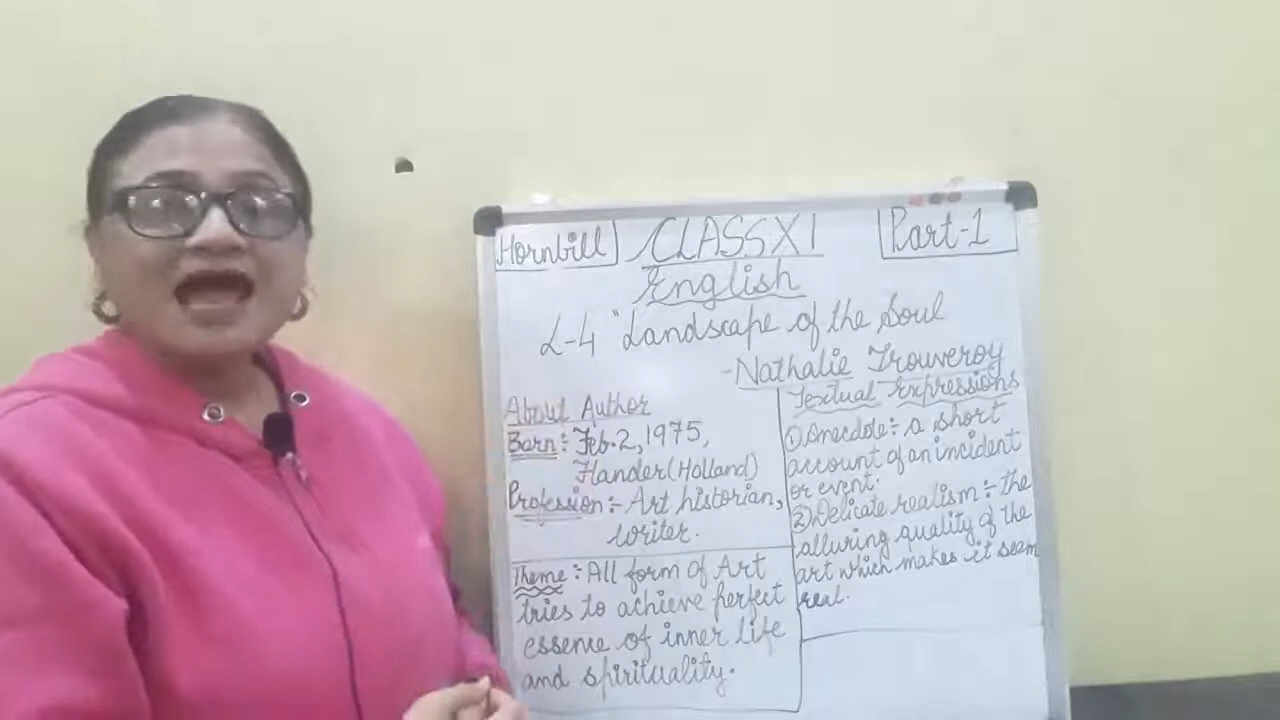 Hornbill CLASS XI Part-1
English
L-4 "Landscape of the Soul
-Nathalie Trouveroy
About Author
Born:- Feb. 2, 1975,
Flander (Holland)
Profession:- Art historian,
writer.
Theme:- All form of Art
tries to achieve perfect
essence of inner life
and spirituality.
Textual Expressions
1) Anecdote:- a short
account of an incident
or event.
2) Delicate realism:- the
alluring quality of the
art which makes it seem
real.